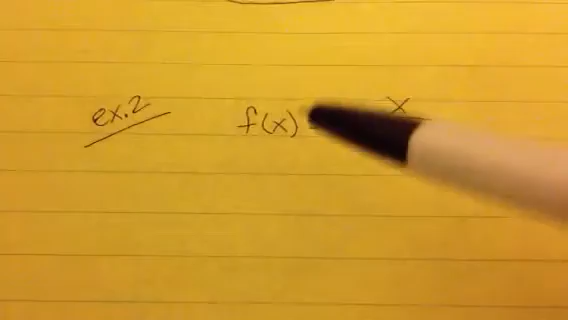 ex.2
f(x) = x